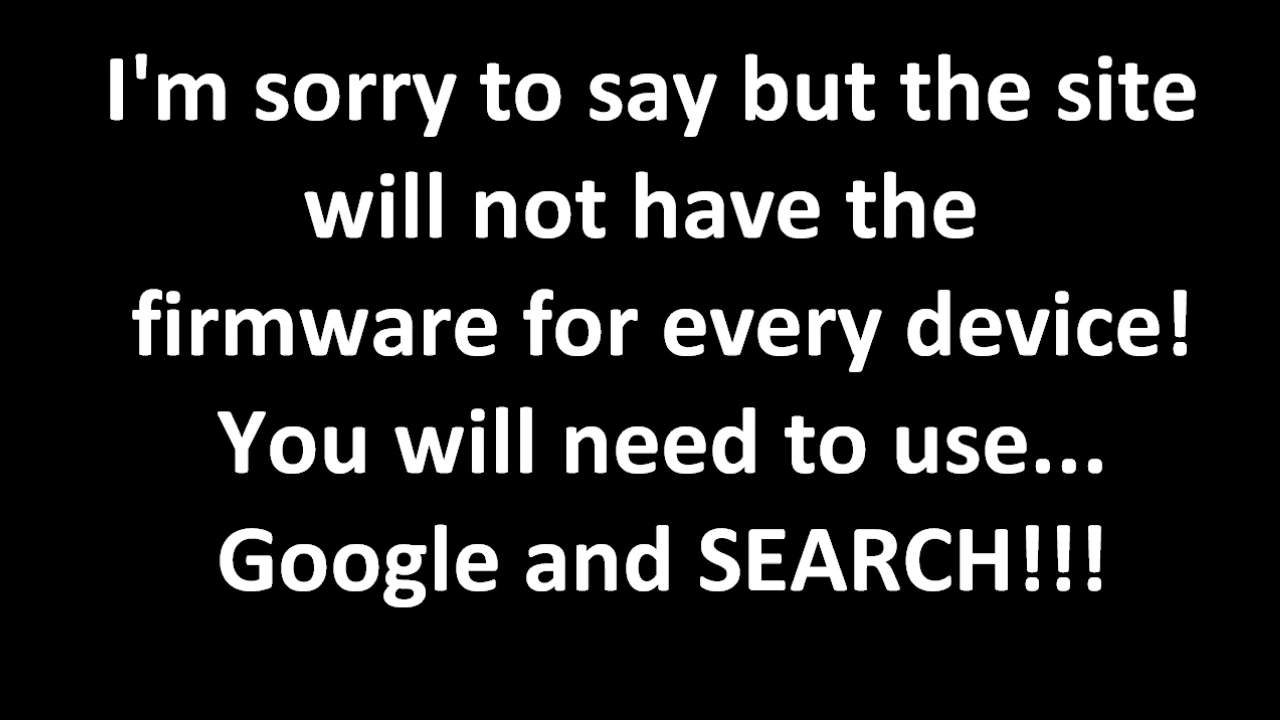 I'm sorry to say but the site
will not have the
firmware for every device!
You will need to use...
Google and SEARCH!!!